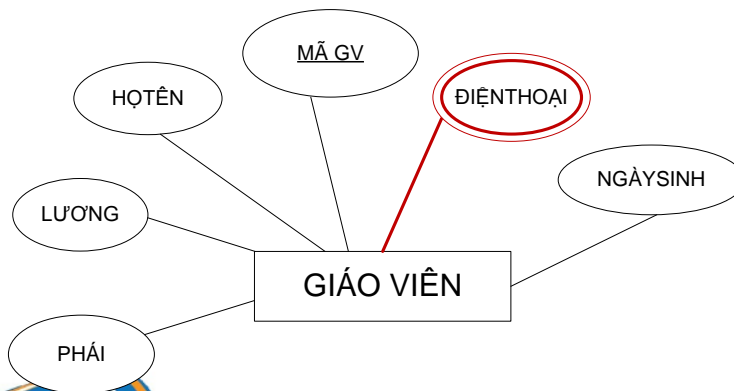 MÃ GV
HỌTÊN
ĐIỆNTHOẠI
NGÀYSINH
LƯƠNG
GIÁO VIÊN
PHÁI